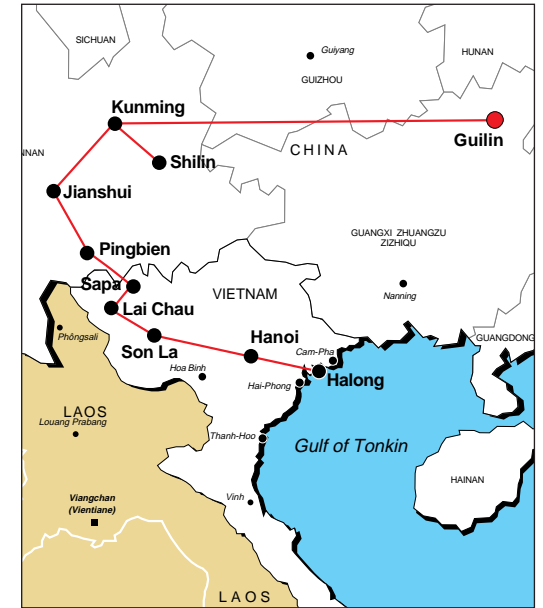 SICHUAN
Guiyang
HUNAN
GUIZHOU
Kunming
Guilin
CHINA
NNAN
Shilin
Jianshui
GUANGXI ZHUANGZU
ZIZHIQU
Pingbien
Sapa
VIETNAM
Nanning
Lai Chau
Phôngsali
Son La
Hanoi
Cam-Pha
GUANGDONG
Hoa Binh
Hai-Phong
Halong
LAOS
Louang Prabang
Thanh-Hoo
Gulf of Tonkin
HAINAN
Viangchan
(Vientiane)
Vinh
LAOS